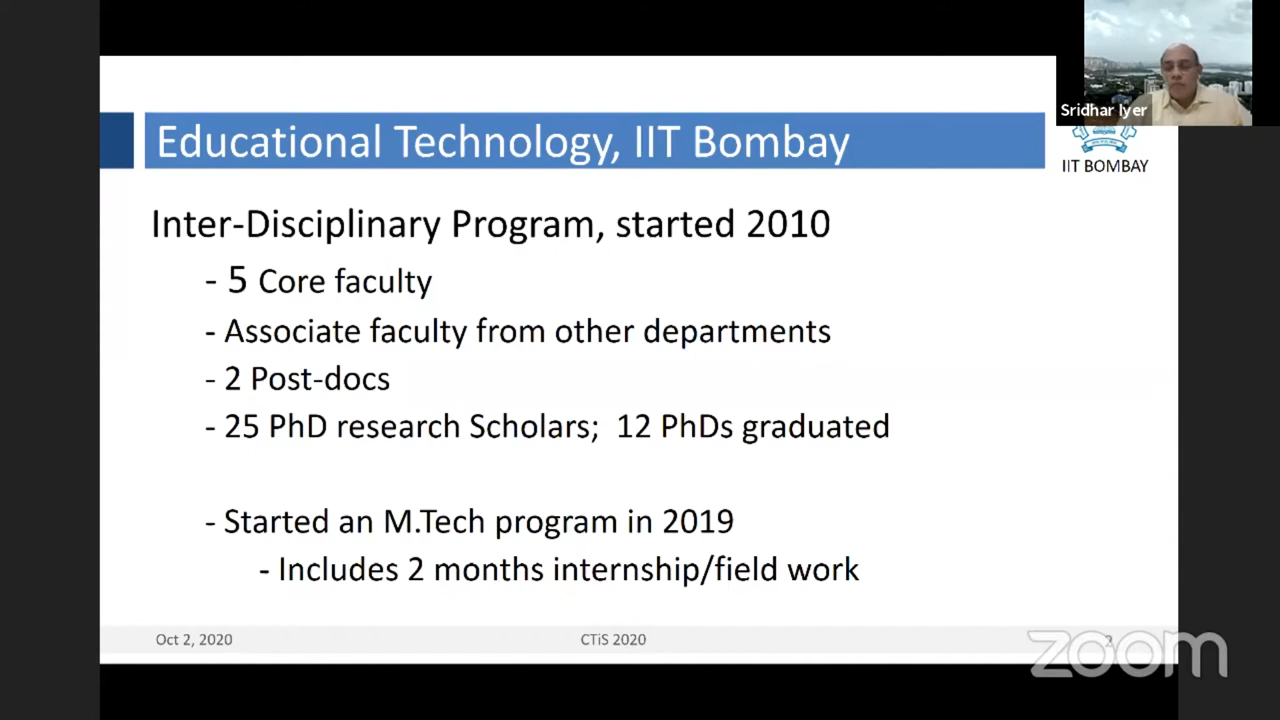 Sridhar Iyer
Educational Technology, IIT Bombay
IIT BOMBAY
Inter-Disciplinary Program, started 2010
- 5 Core faculty
- Associate faculty from other departments
- 2 Post-docs
- 25 PhD research Scholars; 12 PhDs graduated
- Started an M.Tech program in 2019
- Includes 2 months internship/field work
Oct 2, 2020
CTiS 2020
2
zoom